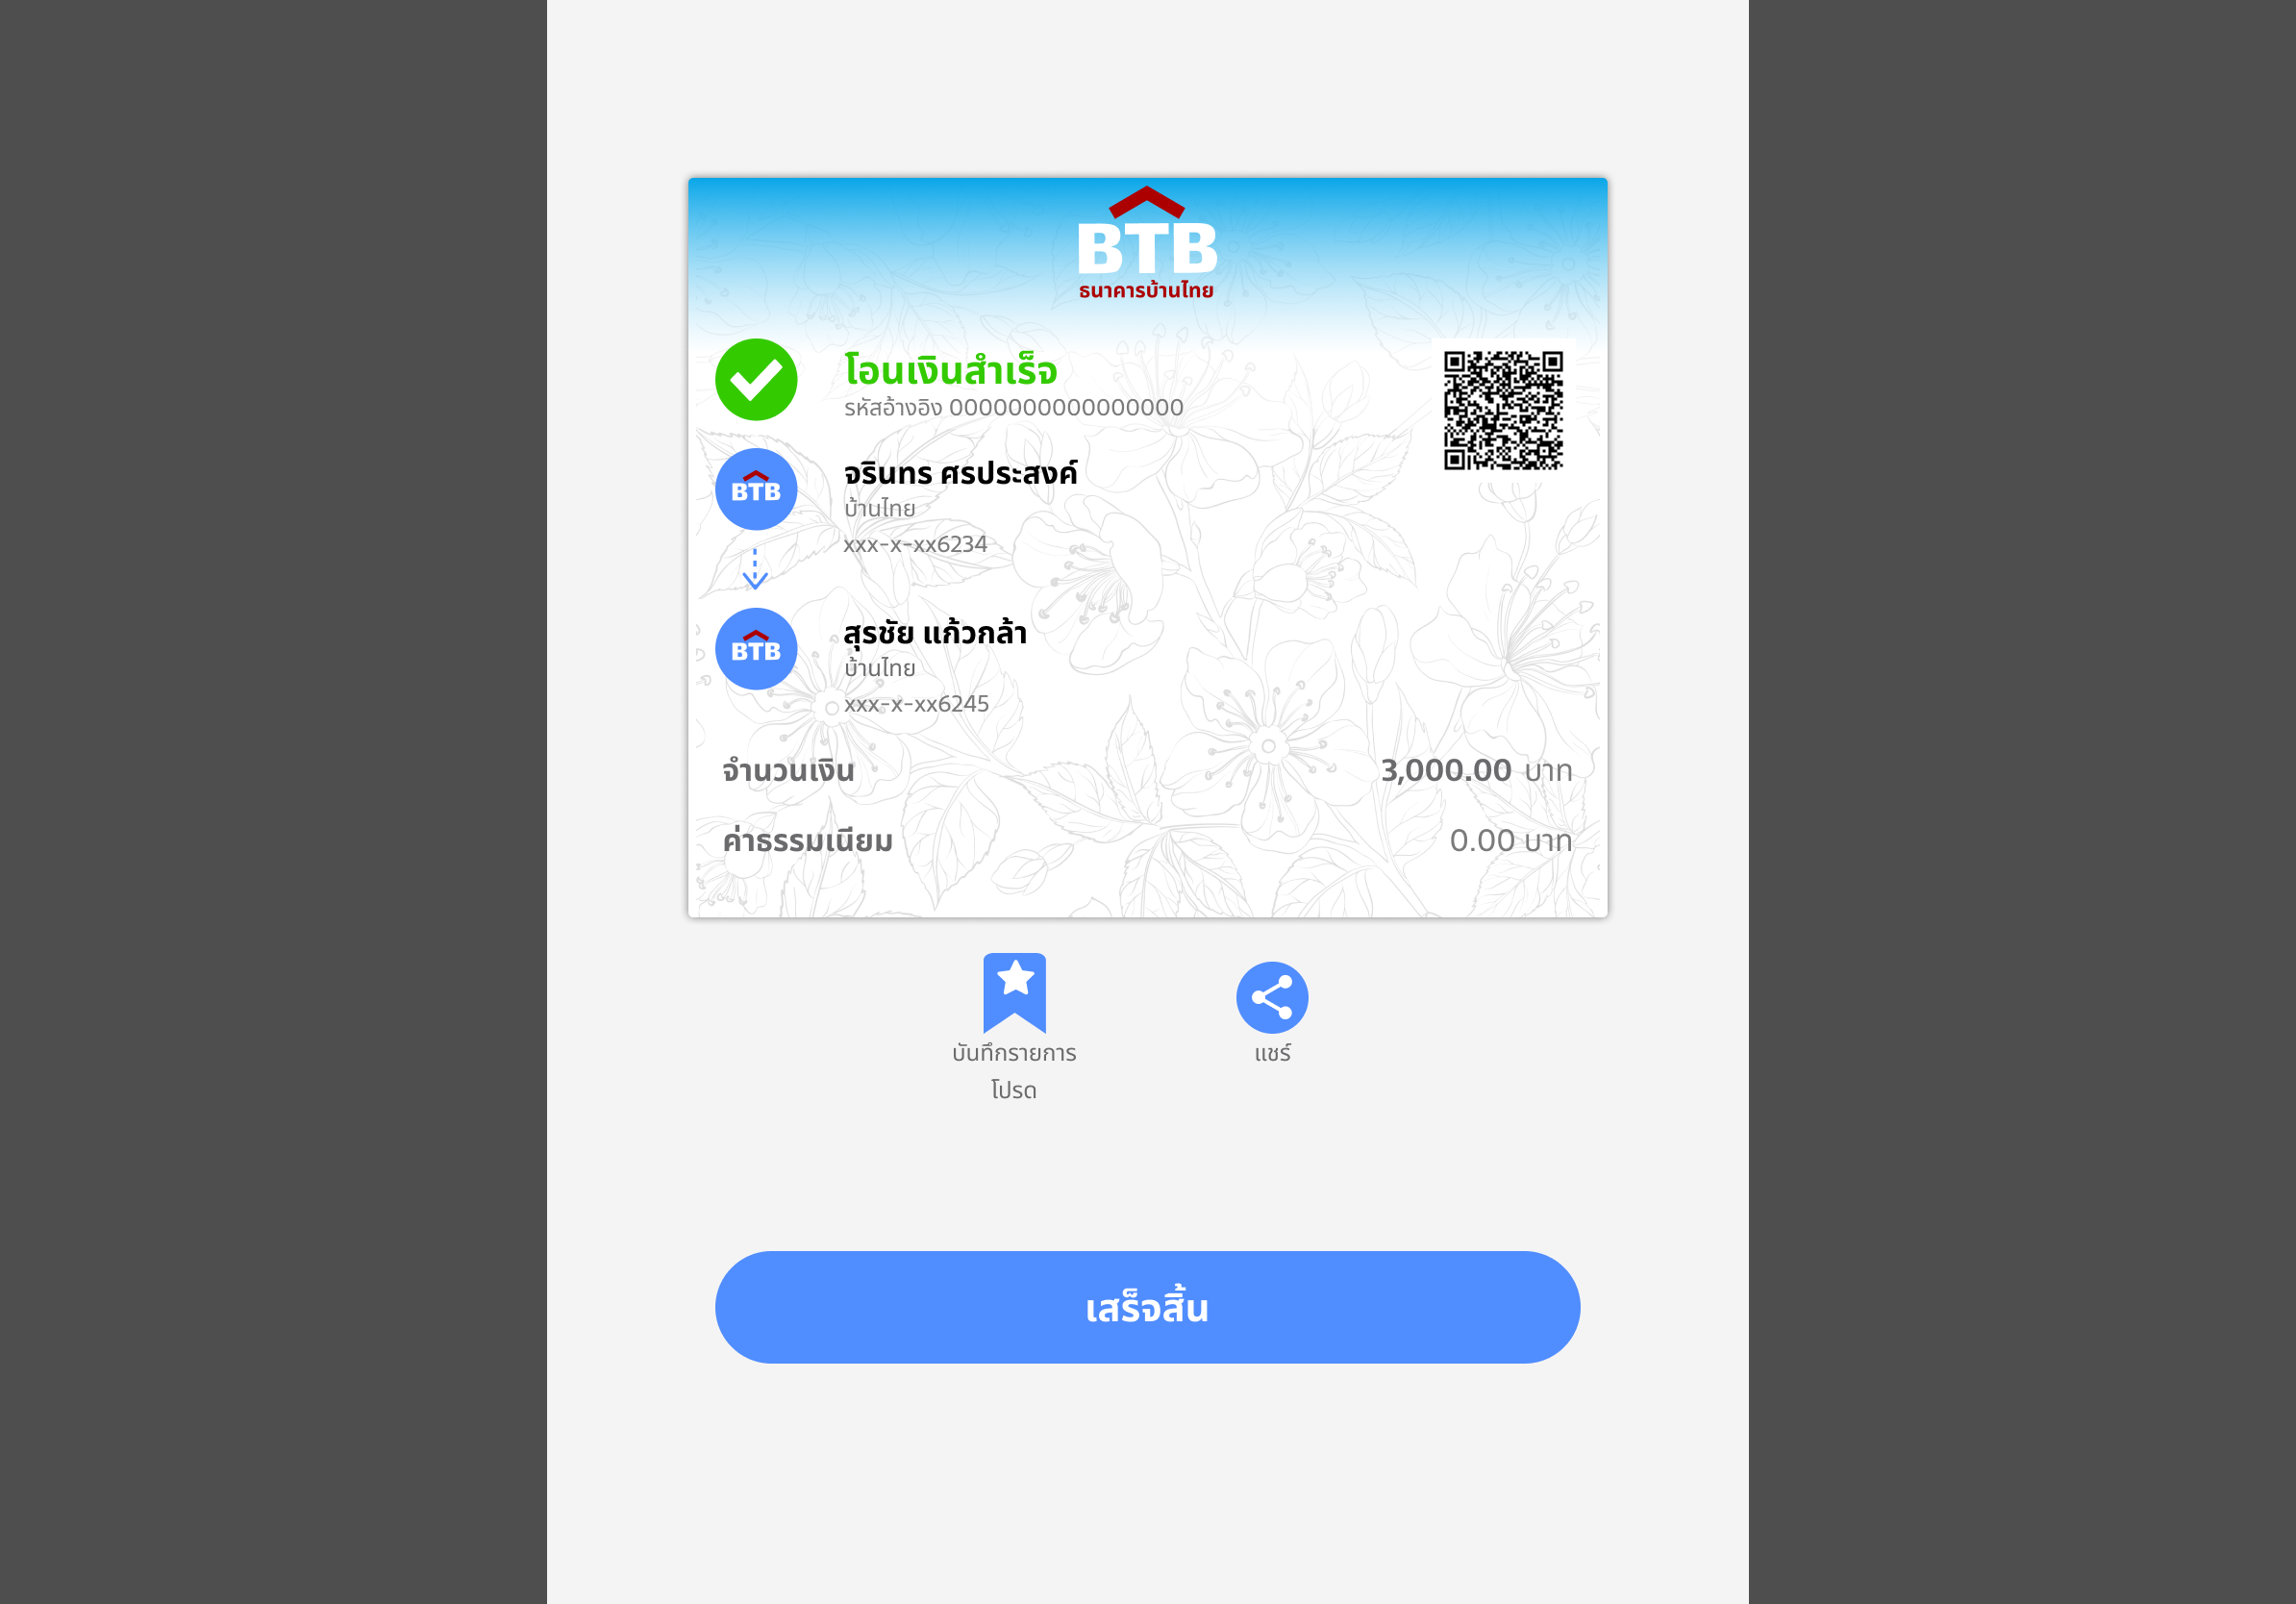 BTB
ธนาคารบ้านไทย
โอนเงินสำเร็จ
รหัสอ้างอิง 0000000000000000
BTB
จรินทร ศรประสงค์
บ้านไทย
xxx-x-xx6234
BTB
สุรชัย แก้วกล้า
บ้านไทย
xxx-x-xx6245
จำนวนเงิน 3,000.00 บาท
ค่าธรรมเนียม 0.00 บาท
บันทึกรายการ
โปรด
แชร์
เสร็จสิ้น